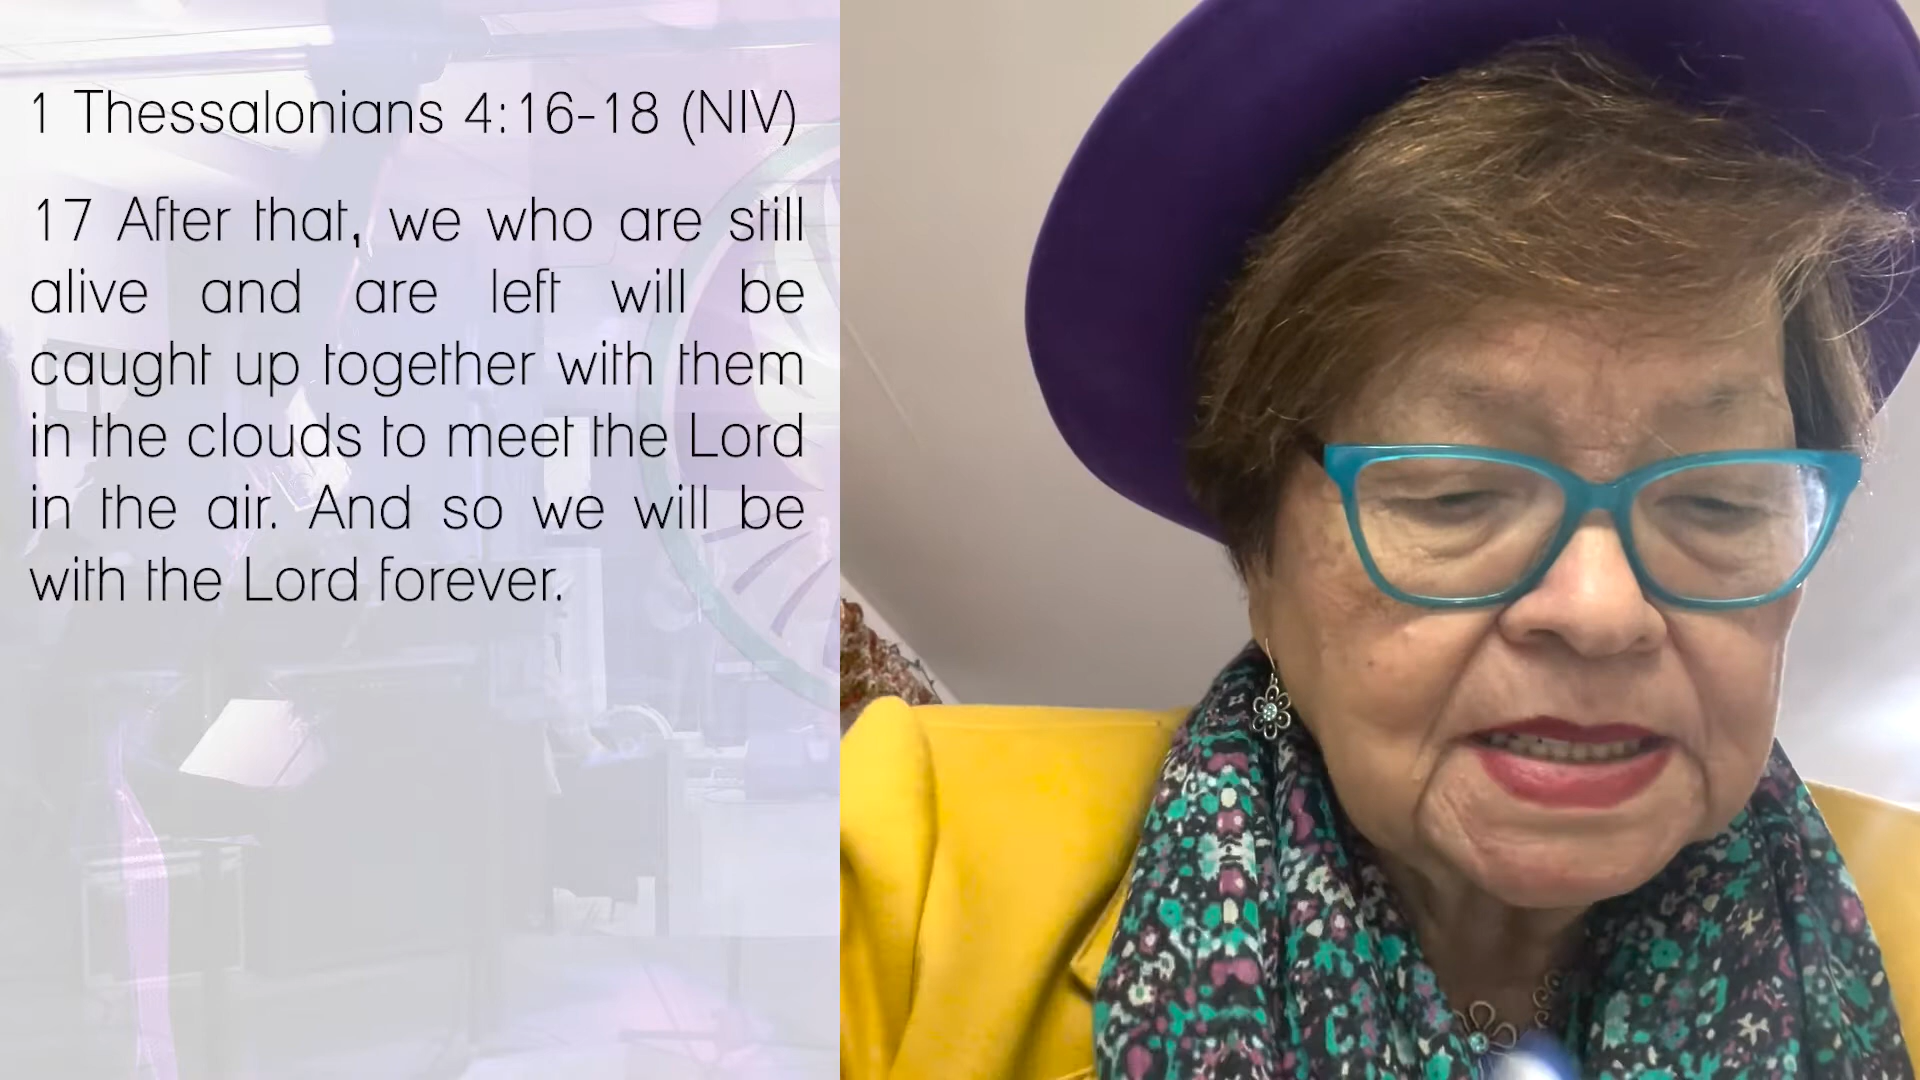 1 Thessalonians 4:16-18 (NIV)
17 After that, we who are still
alive and are left will be
caught up together with them
in the clouds to meet the Lord
in the air. And so we will be
with the Lord forever.